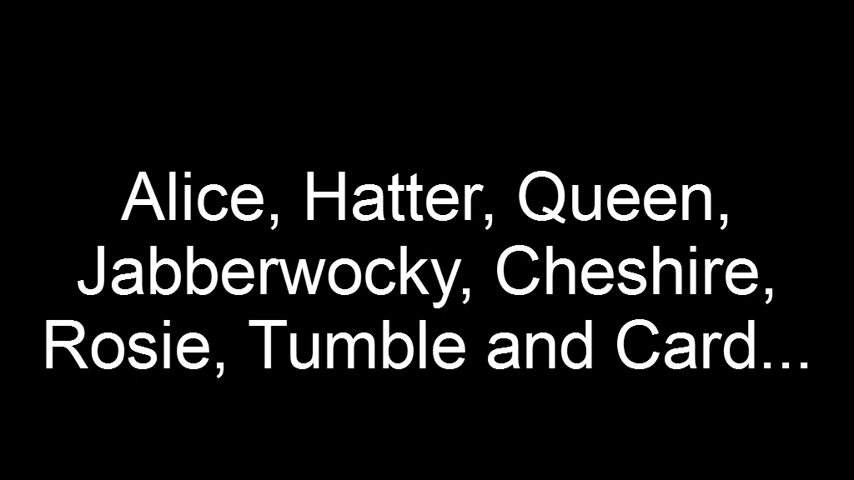 Alice, Hatter, Queen,
Jabberwocky, Cheshire,
Rosie, Tumble and Card...